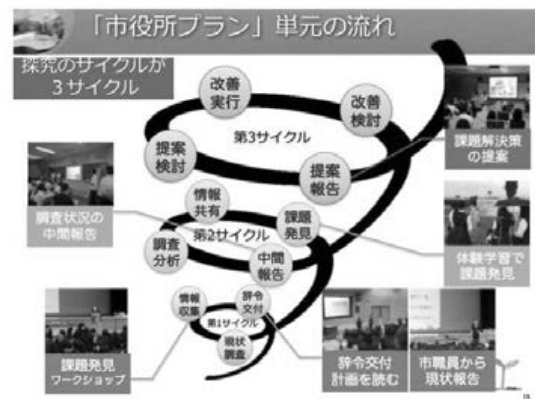 「市役所プラン」単元の流れ
探究のサイクルが
3サイクル
改善
実行
改善
検討
第3サイクル
提案
検討
提案
報告
課題解決策
の提案
情報
共有
課題
発見
第2サイクル
調査
分析
中間
報告
調査状況の
中間報告
体験学習で
課題発見
情報
収集
辞令
交付
第1サイクル
現状
調査
課題発見
ワークショップ
辞令交付
計画を読む
市職員から
現状報告